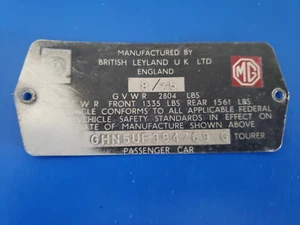 MANUFACTURED BY
BRITISH LEYLAND U K LTD
ENGLAND
8/75
MG
G V W R 2804 LBS
W R FRONT 1335 LBS REAR 1561 LBS
VEHICLE CONFORMS TO ALL APPLICABLE FEDERAL
VEHICLE SAFETY STANDARDS IN EFFECT ON
DATE OF MANUFACTURE SHOWN ABOVE
GHN5UF384769 G TOURER
PASSENGER CAR